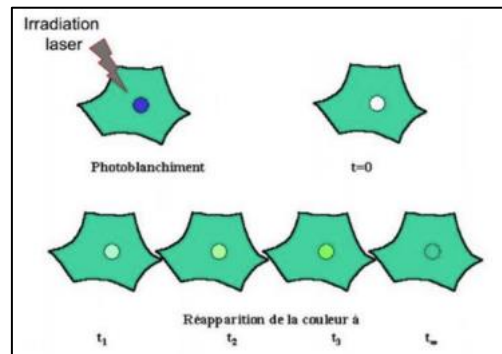 Irradiation
laser
Photoblanchiment
t=0
Réapparition de la couleur à
t₁ t₂ t₃ t∞